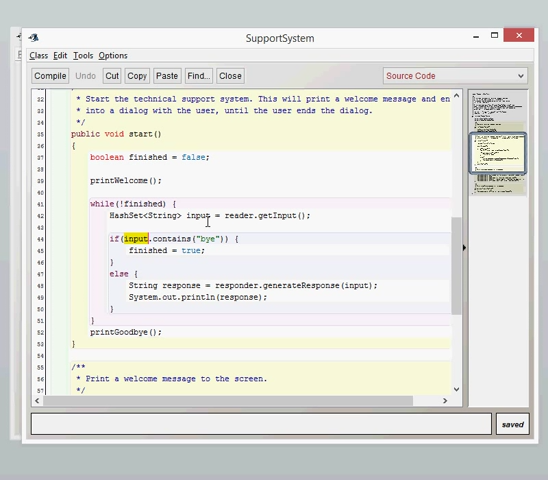 SupportSystem
Class Edit Tools Options
Compile Undo Cut Copy Paste Find... Close Source Code
32 * Start the technical support system. This will print a welcome message and en
33 * into a dialog with the user, until the user ends the dialog.
34 */
35 public void start()
36 {
37 boolean finished = false;
38
39 printWelcome();
40
41 while(!finished) {
42 HashSet<String> input = reader.getInput();
43
44 if(input.contains("bye")) {
45 finished = true;
46 }
47 else {
48 String response = responder.generateResponse(input);
49 System.out.println(response);
50 }
51 }
52 printGoodbye();
53 }
54
55 /**
56 * Print a welcome message to the screen.
57 */
saved